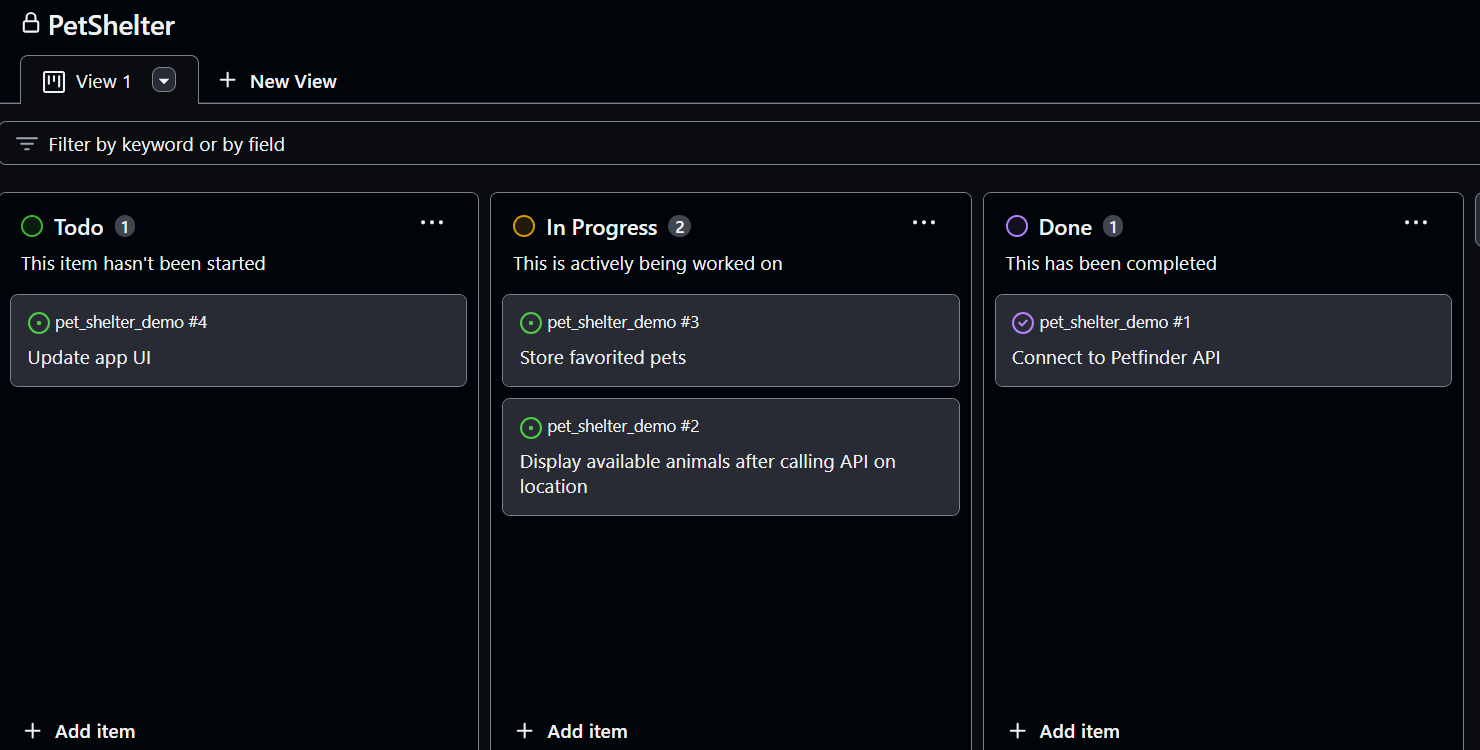 PetShelter
View 1
New View
Filter by keyword or by field
Todo 1
This item hasn't been started
pet_shelter_demo #4
Update app UI
Add item
In Progress 2
This is actively being worked on
pet_shelter_demo #3
Store favorited pets
pet_shelter_demo #2
Display available animals after calling API on
location
Add item
Done 1
This has been completed
pet_shelter_demo #1
Connect to Petfinder API
Add item